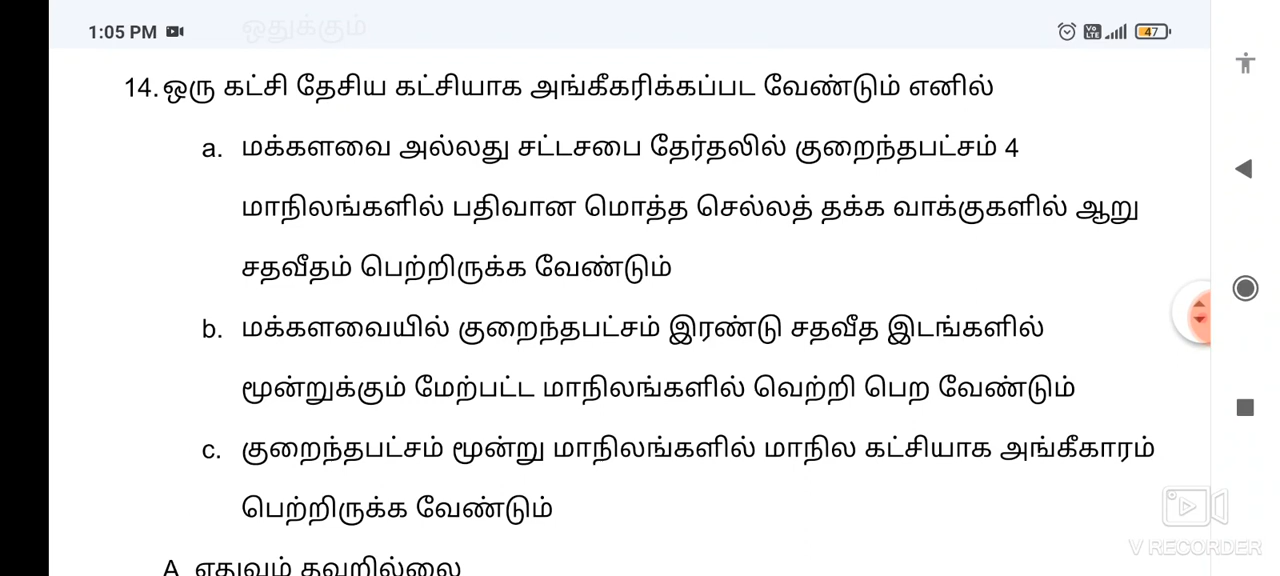 1:05 PM
ஒதுக்கும்
47
14.ஒரு கட்சி தேசிய கட்சியாக அங்கீகரிக்கப்பட வேண்டும் எனில்
a. மக்களவை அல்லது சட்டசபை தேர்தலில் குறைந்தபட்சம் 4
மாநிலங்களில் பதிவான மொத்த செல்லத் தக்க வாக்குகளில் ஆறு
சதவீதம் பெற்றிருக்க வேண்டும்
b. மக்களவையில் குறைந்தபட்சம் இரண்டு சதவீத இடங்களில்
மூன்றுக்கும் மேற்பட்ட மாநிலங்களில் வெற்றி பெற வேண்டும்
c. குறைந்தபட்சம் மூன்று மாநிலங்களில் மாநில கட்சியாக அங்கீகாரம்
பெற்றிருக்க வேண்டும்
V RECORDER
A. எதுவும் தவறில்லை